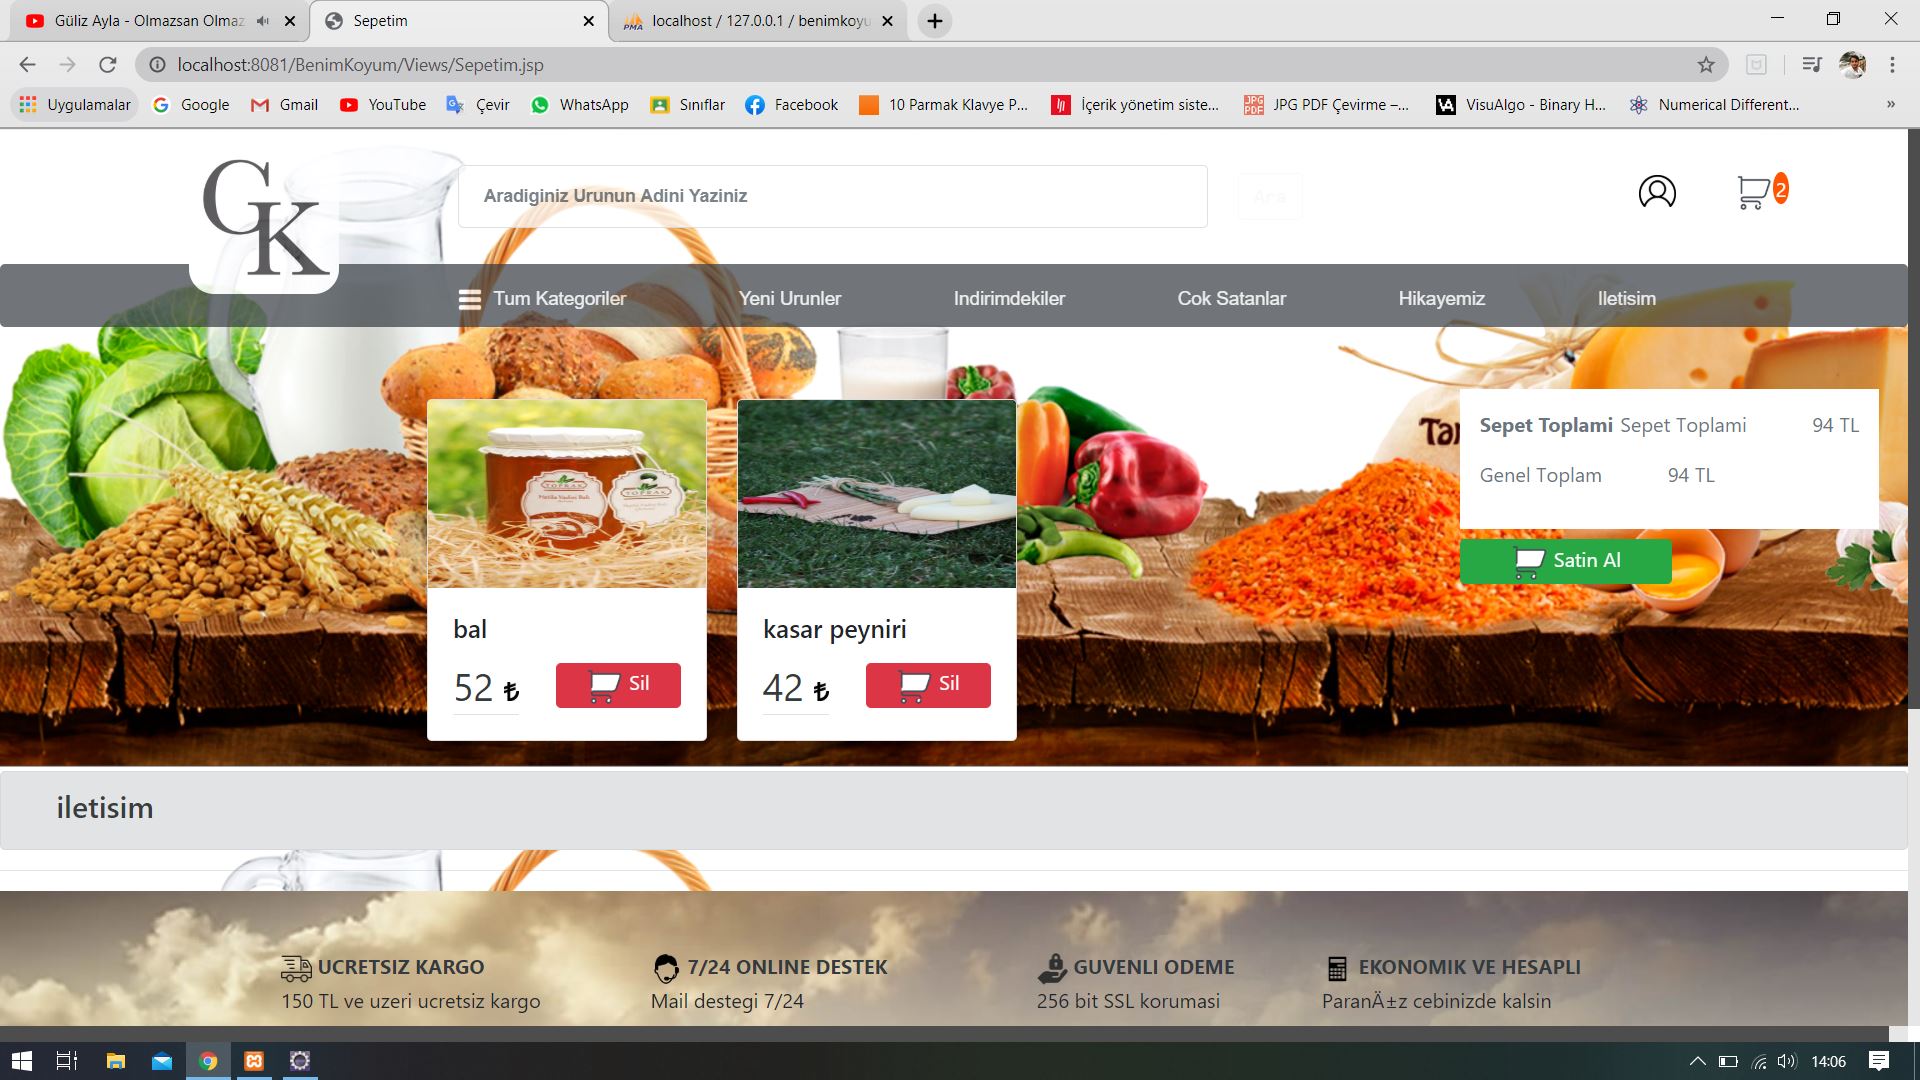 Güliz Ayla - Olmazsan Olmaz
Sepetim
localhost / 127.0.0.1 / benimkoyu
localhost:8081/BenimKoyum/Views/Sepetim.jsp
Uygulamalar
Google
Gmail
YouTube
Çevir
WhatsApp
Sınıflar
Facebook
10 Parmak Klavye P...
İçerik yönetim siste...
JPG PDF Çevirme –...
VisuAlgo - Binary H...
Numerical Different...
»
GK
Aradiginiz Urunun Adini Yaziniz
Ara
2
Tum Kategoriler
Yeni Urunler
Indirimdekiler
Cok Satanlar
Hikayemiz
Iletisim
Tar
TOPRAK
TOPRAK
Sepet Toplami Sepet Toplami 94 TL
Genel Toplam 94 TL
Satin Al
bal
52 ₺
Sil
kasar peyniri
42 ₺
Sil
iletisim
UCRETSIZ KARGO
150 TL ve uzeri ucretsiz kargo
7/24 ONLINE DESTEK
Mail destegi 7/24
GUVENLI ODEME
256 bit SSL korumasi
EKONOMIK VE HESAPLI
ParanÄ±z cebinizde kalsin
14:06